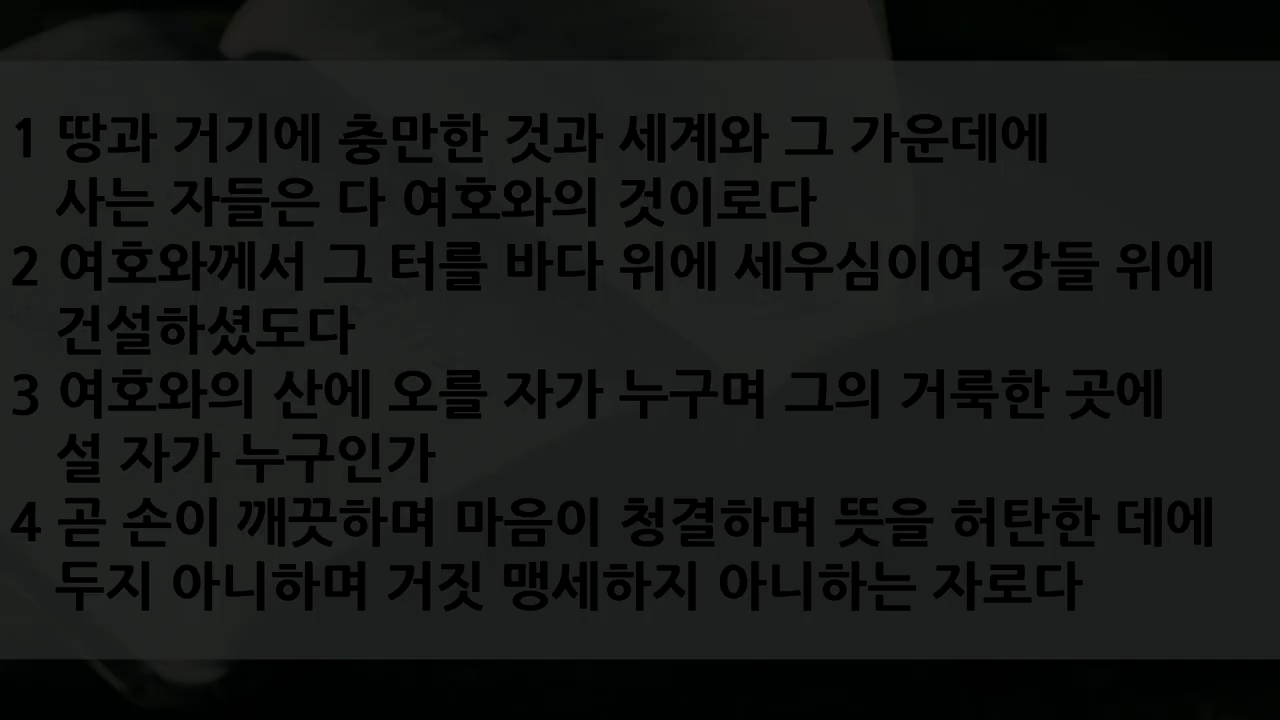 1 땅과 거기에 충만한 것과 세계와 그 가운데에
사는 자들은 다 여호와의 것이로다
2 여호와께서 그 터를 바다 위에 세우심이여 강들 위에
건설하셨도다
3 여호와의 산에 오를 자가 누구며 그의 거룩한 곳에
설 자가 누구인가
4 곧 손이 깨끗하며 마음이 청결하며 뜻을 허탄한 데에
두지 아니하며 거짓 맹세하지 아니하는 자로다